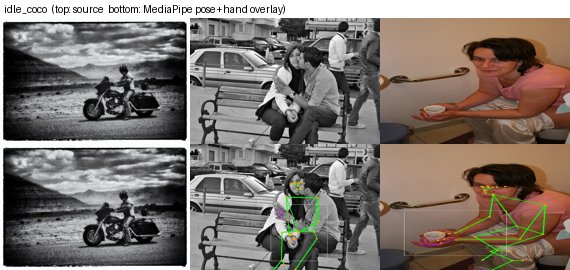 idle_coco (top: source bottom: MediaPipe pose+hand overlay)